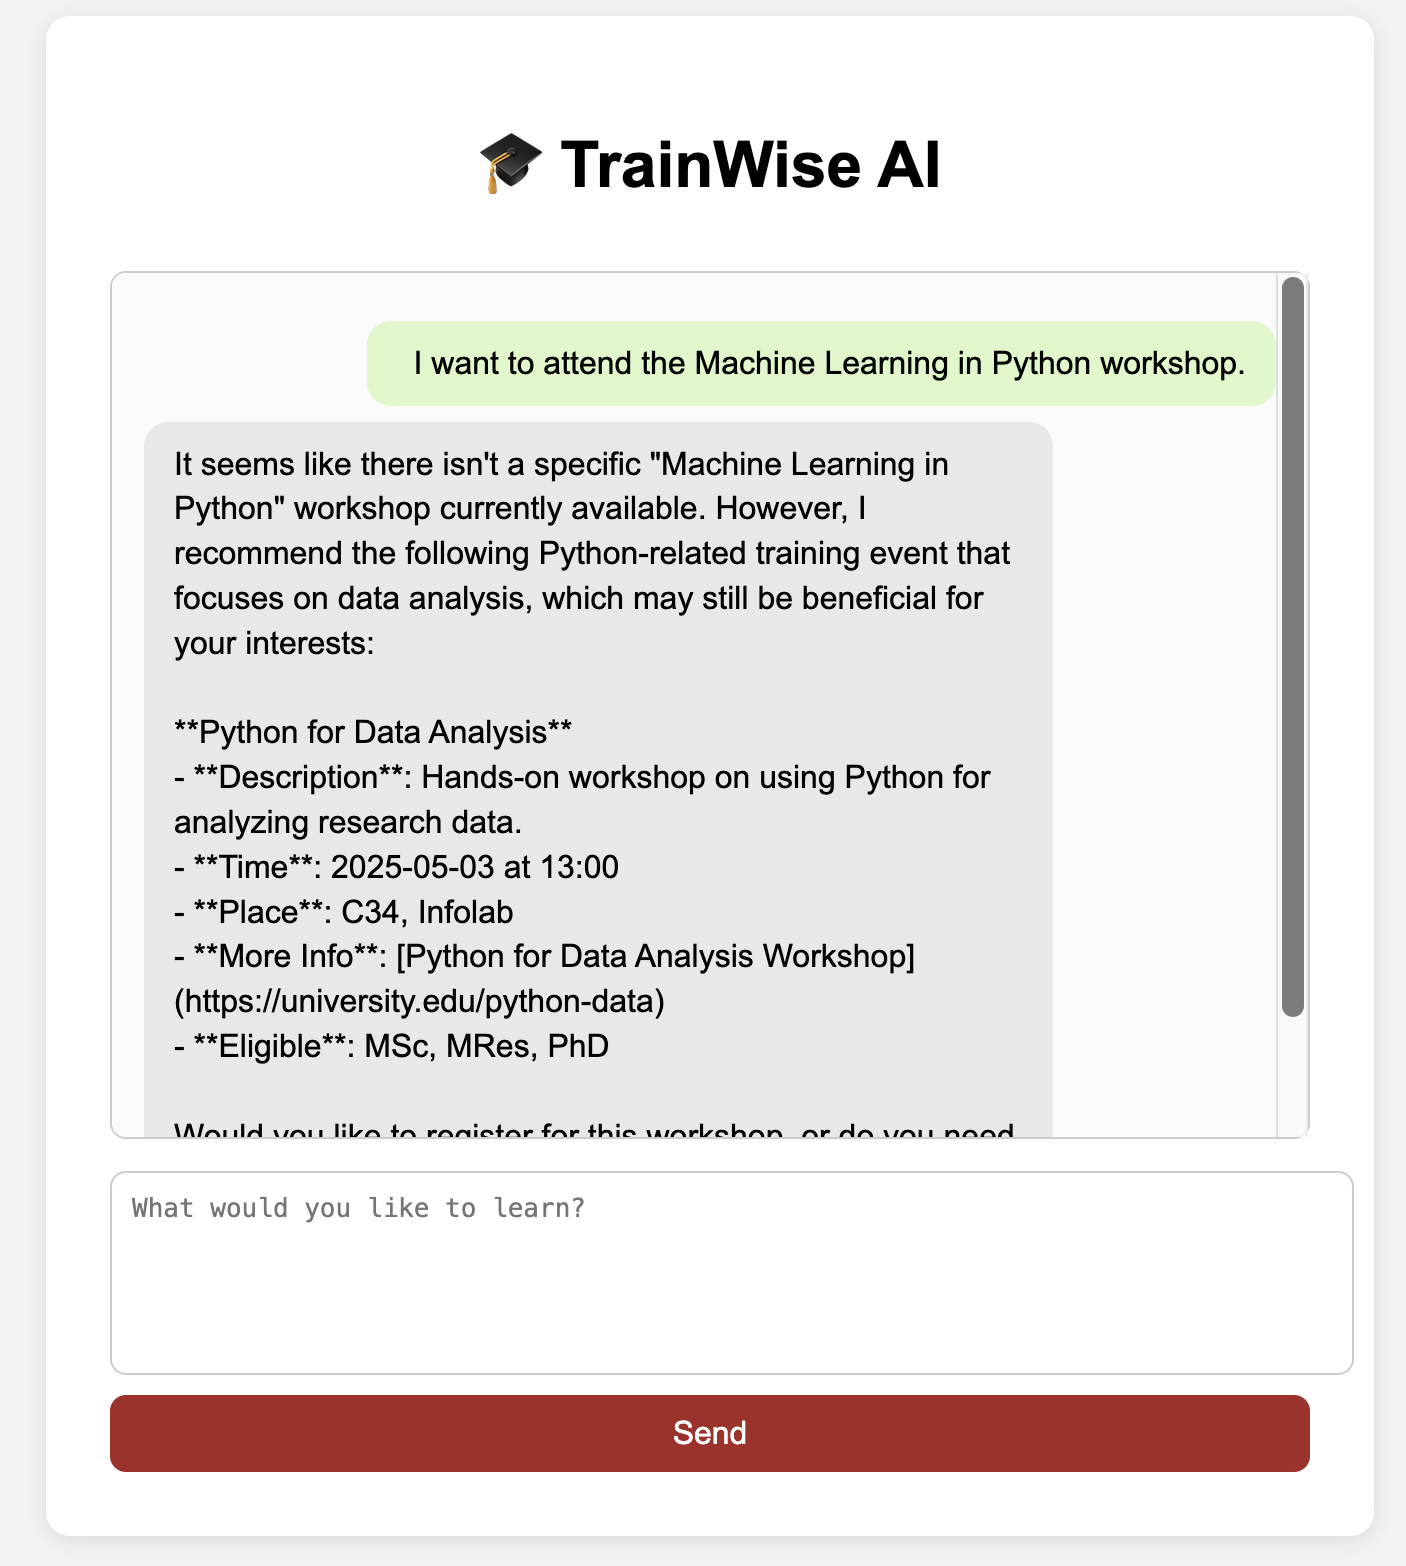 🎓 TrainWise AI
I want to attend the Machine Learning in Python workshop.
It seems like there isn't a specific "Machine Learning in
Python" workshop currently available. However, I
recommend the following Python-related training event that
focuses on data analysis, which may still be beneficial for
your interests:
**Python for Data Analysis**
- **Description**: Hands-on workshop on using Python for
analyzing research data.
- **Time**: 2025-05-03 at 13:00
- **Place**: C34, Infolab
- **More Info**: [Python for Data Analysis Workshop]
(https://university.edu/python-data)
- **Eligible**: MSc, MRes, PhD
Would you like to register for this workshop, or do you need
What would you like to learn?
Send